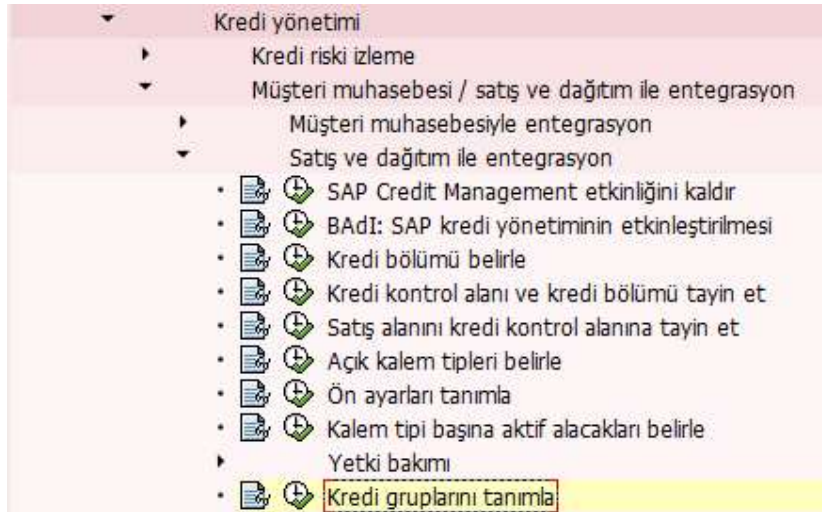 Kredi yönetimi
Kredi riski izleme
Müşteri muhasebesi / satış ve dağıtım ile entegrasyon
Müşteri muhasebesiyle entegrasyon
Satış ve dağıtım ile entegrasyon
SAP Credit Management etkinliğini kaldır
BAdI: SAP kredi yönetiminin etkinleştirilmesi
Kredi bölümü belirle
Kredi kontrol alanı ve kredi bölümü tayin et
Satış alanını kredi kontrol alanına tayin et
Açık kalem tipleri belirle
Ön ayarları tanımla
Kalem tipi başına aktif alacakları belirle
Yetki bakımı
Kredi gruplarını tanımla